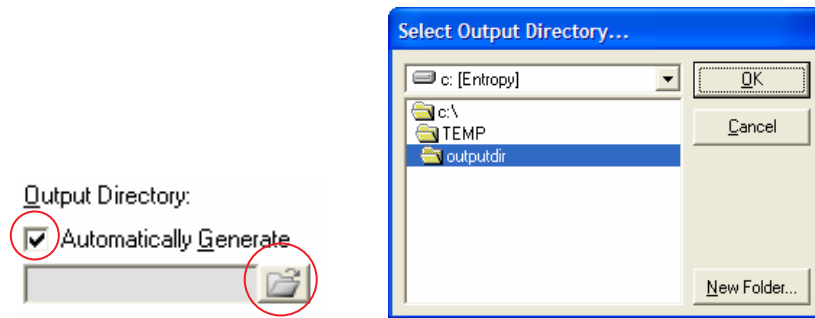 Output Directory:
Automatically Generate
Select Output Directory...
c: [Entropy]
OK
c:\
TEMP
Cancel
outputdir
New Folder...